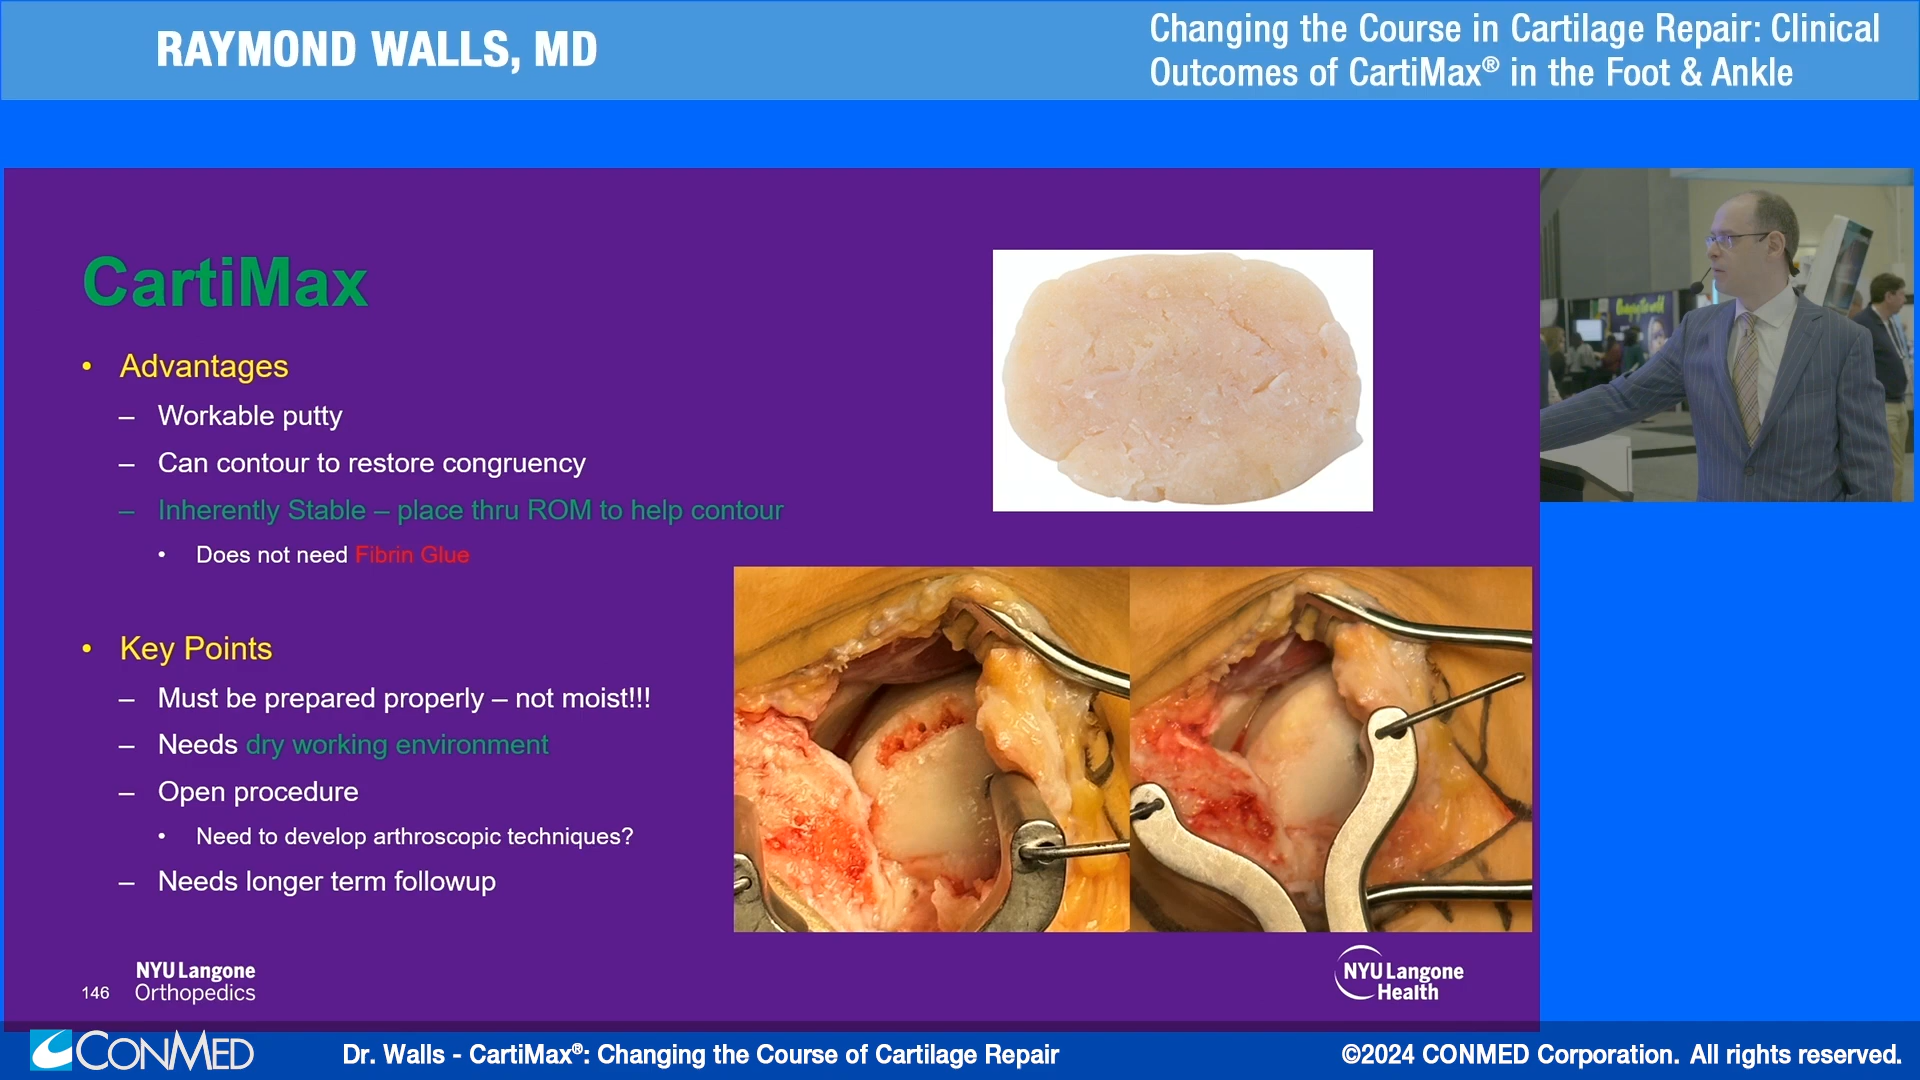 RAYMOND WALLS, MD
Changing the Course in Cartilage Repair: Clinical
Outcomes of CartiMax® in the Foot & Ankle
CartiMax
• Advantages
– Workable putty
– Can contour to restore congruency
– Inherently Stable – place thru ROM to help contour
• Does not need Fibrin Glue
• Key Points
– Must be prepared properly – not moist!!!
– Needs dry working environment
– Open procedure
• Need to develop arthroscopic techniques?
– Needs longer term followup
146
NYU Langone
Orthopedics
NYU Langone
Health
CONMED
Dr. Walls - CartiMax®: Changing the Course of Cartilage Repair
©2024 CONMED Corporation. All rights reserved.